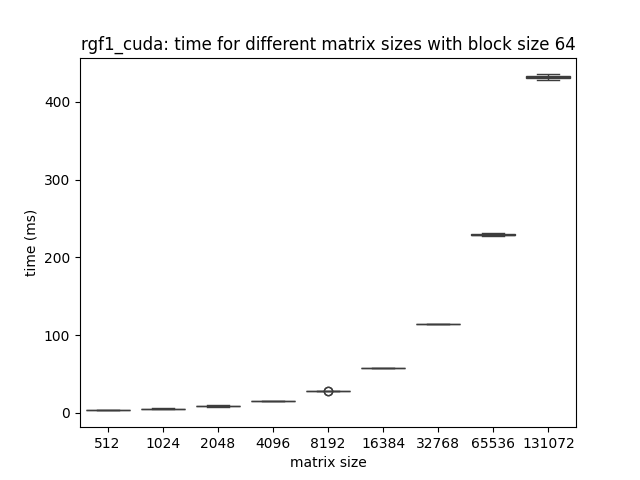 rgf1_cuda: time for different matrix sizes with block size 64
time (ms)
400
300
200
100
0
512 1024 2048 4096 8192 16384 32768 65536 131072
matrix size